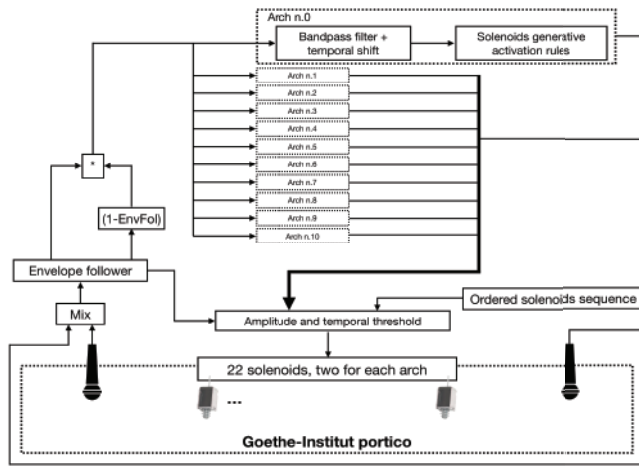 Arch n.0
Bandpass filter +
temporal shift
Solenoids generative
activation rules
Arch n.1
Arch n.2
Arch n.3
Arch n.4
Arch n.5
Arch n.6
Arch n.7
Arch n.8
Arch n.9
Arch n.10
*
(1-EnvFol)
Envelope follower
Mix
Ordered solenoids sequence
Amplitude and temporal threshold
22 solenoids, two for each arch
...
Goethe-Institut portico